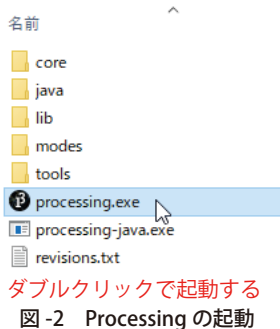 名前
core
java
lib
modes
tools
processing.exe
processing-java.exe
revisions.txt
ダブルクリックで起動する
図 -2　Processing の起動